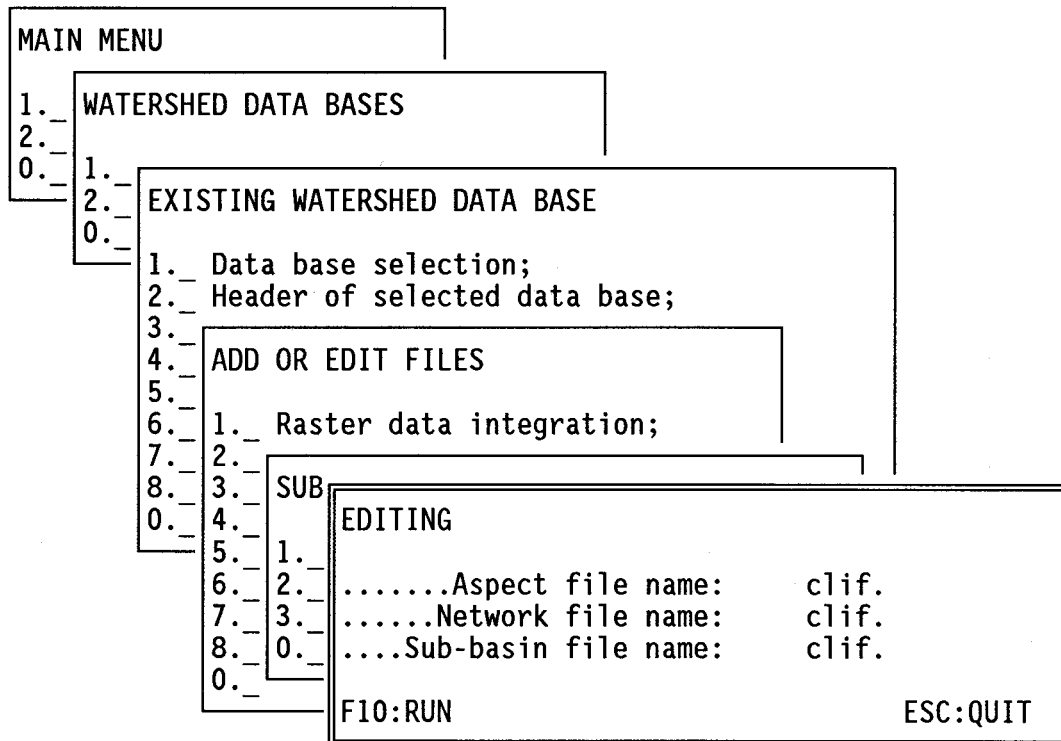 MAIN MENU
1._
2._
0._
WATERSHED DATA BASES
1._
2._
0._
EXISTING WATERSHED DATA BASE
1._ Data base selection;
2._ Header of selected data base;
3._
4._
5._
6._
7._
8._
0._
ADD OR EDIT FILES
1._ Raster data integration;
2._
3._
4._
5._
6._
7._
8._
0._
SUB
1._
2._
3._
0._
EDITING
.......Aspect file name: clif.
......Network file name: clif.
....Sub-basin file name: clif.
F10:RUN ESC:QUIT